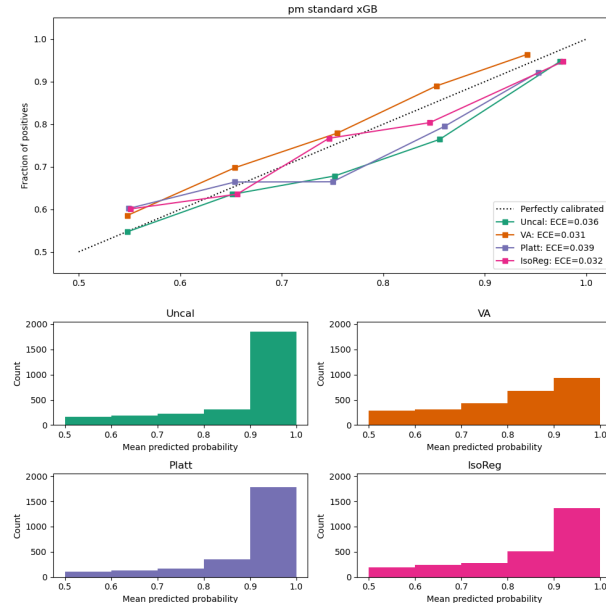 pm standard xGB
1.0
0.9
0.8
0.7
0.6
0.5
Fraction of positives
0.5 0.6 0.7 0.8 0.9 1.0
Perfectly calibrated
Uncal: ECE=0.036
VA: ECE=0.031
Platt: ECE=0.039
IsoReg: ECE=0.032
Uncal
2000
1500
1000
500
0
Count
0.5 0.6 0.7 0.8 0.9 1.0
Mean predicted probability
VA
2000
1500
1000
500
0
Count
0.5 0.6 0.7 0.8 0.9 1.0
Mean predicted probability
Platt
2000
1500
1000
500
0
Count
0.5 0.6 0.7 0.8 0.9 1.0
Mean predicted probability
IsoReg
2000
1500
1000
500
0
Count
0.5 0.6 0.7 0.8 0.9 1.0
Mean predicted probability